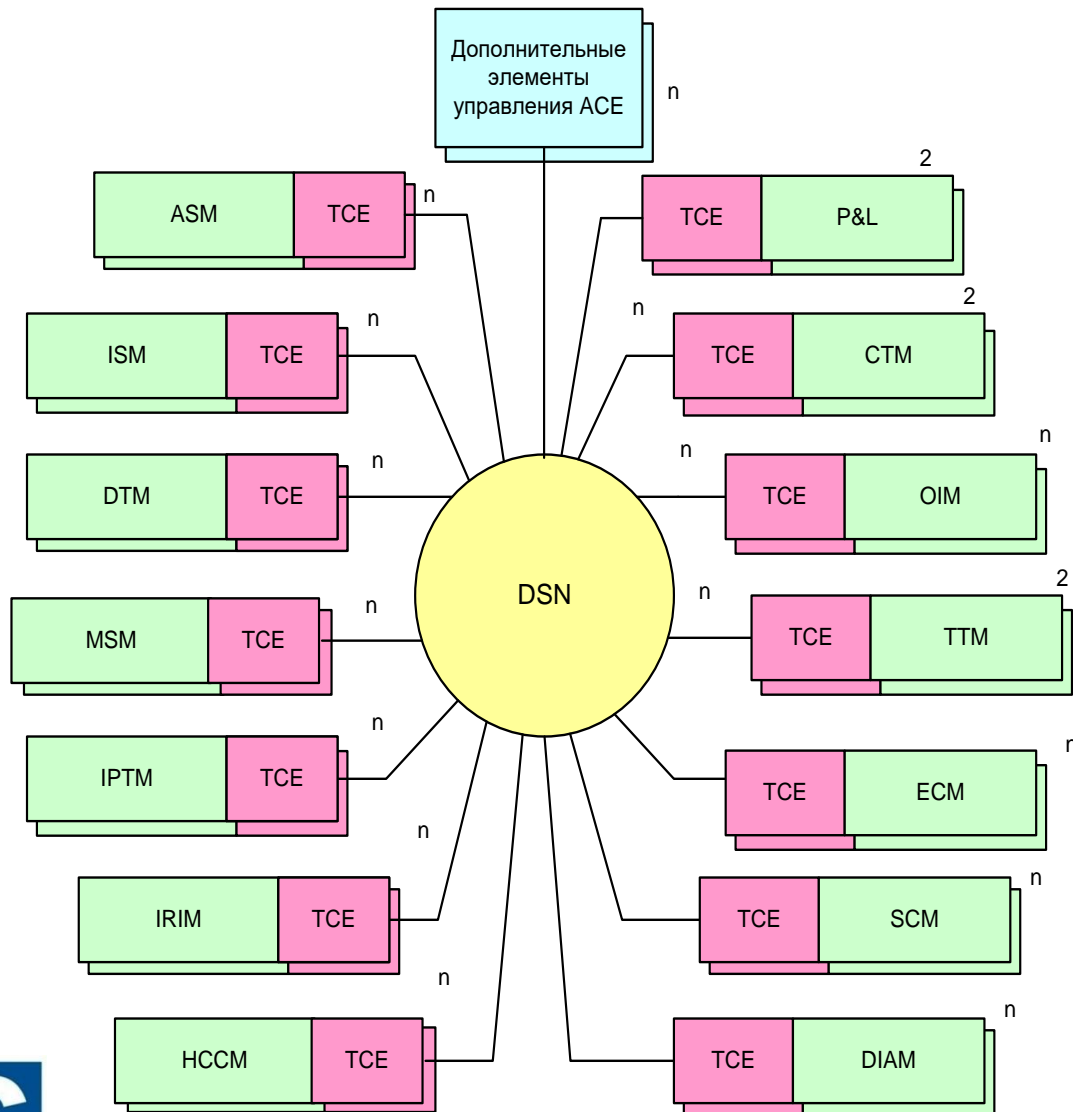 Дополнительные
элементы
управления ACE
n
2
ASM TCE
n
TCE P&L
2
ISM TCE
n
n
TCE CTM
n
DTM TCE
n
n
TCE OIM
DSN
2
MSM TCE
n
n
TCE TTM
n
IPTM TCE
n
TCE ECM
n
IRIM TCE
n
TCE SCM
n
HCCM TCE
n
TCE DIAM